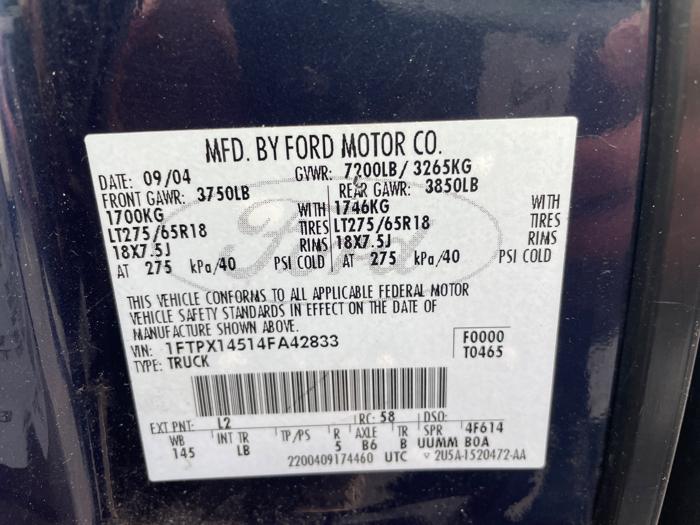 MFD. BY FORD MOTOR CO.
DATE: 09/04 GVWR: 7200LB/ 3265KG
FRONT GAWR: 3750LB REAR GAWR: 3850LB
1700KG WITH 1746KG WITH
LT275/65R18 TIRES LT275/65R18 TIRES
18X7.5J RIMS 18X7.5J RIMS
AT 275 kPa/40 PSI COLD AT 275 kPa/40 PSI COLD
Ford
THIS VEHICLE CONFORMS TO ALL APPLICABLE FEDERAL MOTOR
VEHICLE SAFETY STANDARDS IN EFFECT ON THE DATE OF
MANUFACTURE SHOWN ABOVE.
VIN: 1FTPX14514FA42833 F0000
TYPE: TRUCK T0465
EXT PNT: L2 RC: 58 DSO:
WB INT TR TP/PS R AXLE TR SPR 4F614
145 LB 5 B6 B UUMM BOA
2200409174460 UTC 2U5A-1520472-AA